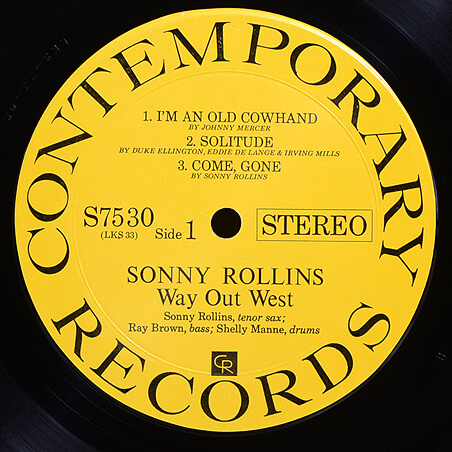 CONTEMPORARY
1. I'M AN OLD COWHAND
BY JOHNNY MERCER
2. SOLITUDE
BY DUKE ELLINGTON, EDDIE DE LANGE & IRVING MILLS
3. COME, GONE
BY SONNY ROLLINS
S7530
(LKS 33)
Side 1
STEREO
SONNY ROLLINS
Way Out West
Sonny Rollins, tenor sax;
Ray Brown, bass; Shelly Manne, drums
CR
RECORDS